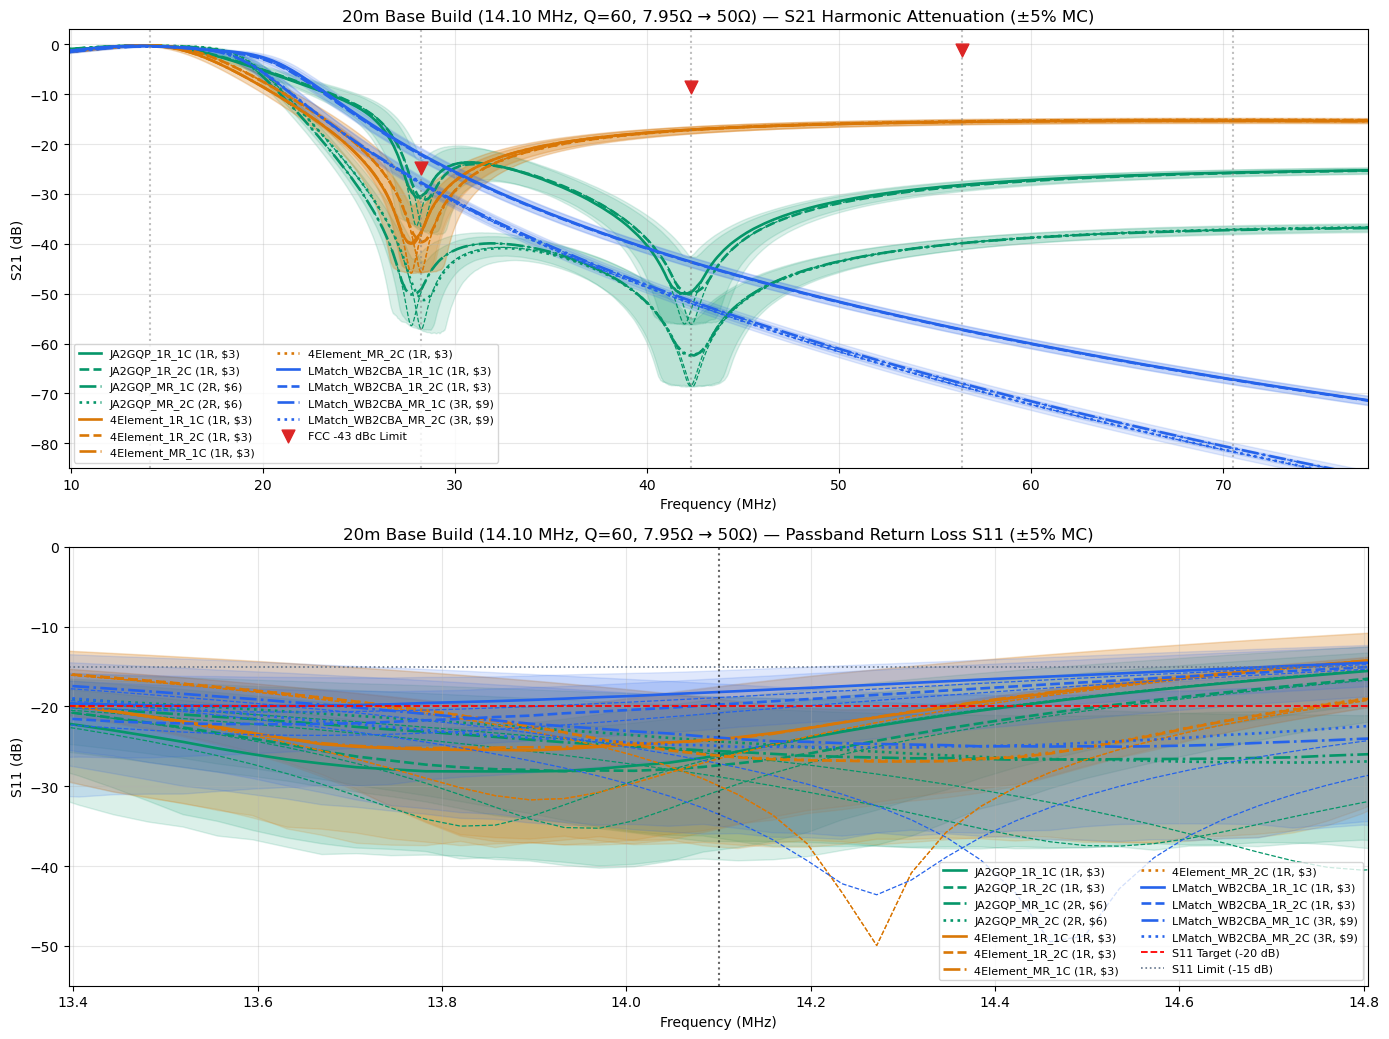 20m Base Build (14.10 MHz, Q=60, 7.95Ω → 50Ω) — S21 Harmonic Attenuation (±5% MC)
S21 (dB)
0
−10
−20
−30
−40
−50
−60
−70
−80
JA2GQP_1R_1C (1R, $3)
JA2GQP_1R_2C (1R, $3)
JA2GQP_MR_1C (2R, $6)
JA2GQP_MR_2C (2R, $6)
4Element_1R_1C (1R, $3)
4Element_1R_2C (1R, $3)
4Element_MR_1C (1R, $3)
4Element_MR_2C (1R, $3)
LMatch_WB2CBA_1R_1C (1R, $3)
LMatch_WB2CBA_1R_2C (1R, $3)
LMatch_WB2CBA_MR_1C (3R, $9)
LMatch_WB2CBA_MR_2C (3R, $9)
FCC -43 dBc Limit
10 20 30 40 50 60 70
Frequency (MHz)
20m Base Build (14.10 MHz, Q=60, 7.95Ω → 50Ω) — Passband Return Loss S11 (±5% MC)
S11 (dB)
0
−10
−20
−30
−40
−50
JA2GQP_1R_1C (1R, $3)
JA2GQP_1R_2C (1R, $3)
JA2GQP_MR_1C (2R, $6)
JA2GQP_MR_2C (2R, $6)
4Element_1R_1C (1R, $3)
4Element_1R_2C (1R, $3)
4Element_MR_1C (1R, $3)
4Element_MR_2C (1R, $3)
LMatch_WB2CBA_1R_1C (1R, $3)
LMatch_WB2CBA_1R_2C (1R, $3)
LMatch_WB2CBA_MR_1C (3R, $9)
LMatch_WB2CBA_MR_2C (3R, $9)
S11 Target (-20 dB)
S11 Limit (-15 dB)
13.4 13.6 13.8 14.0 14.2 14.4 14.6 14.8
Frequency (MHz)